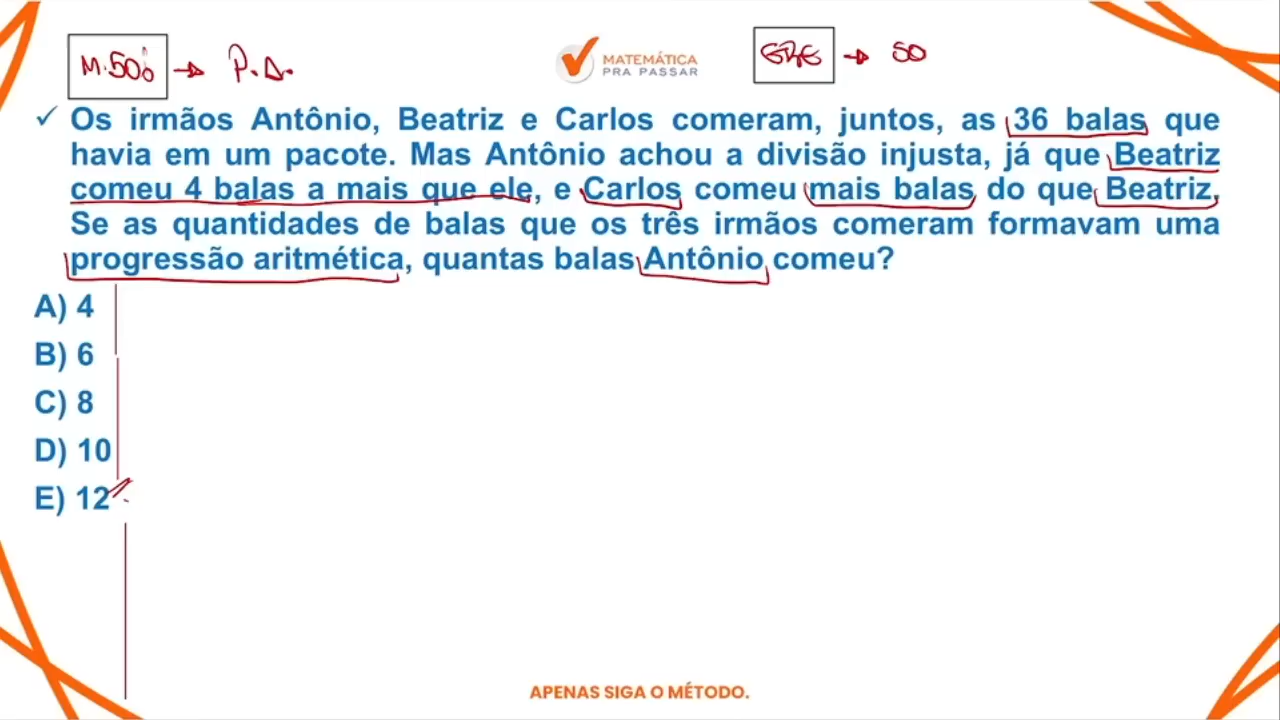 M.50%
→ P.A.
MATEMÁTICA
PRA PASSAR
→ 50
✓ Os irmãos Antônio, Beatriz e Carlos comeram, juntos, as 36 balas que
havia em um pacote. Mas Antônio achou a divisão injusta, já que Beatriz
comeu 4 balas a mais que ele, e Carlos comeu mais balas do que Beatriz.
Se as quantidades de balas que os três irmãos comeram formavam uma
progressão aritmética, quantas balas Antônio comeu?
A) 4
B) 6
C) 8
D) 10
E) 12
APENAS SIGA O MÉTODO.